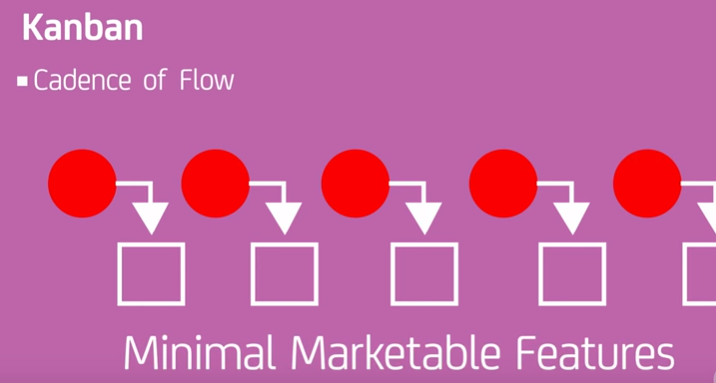 Kanban
▪ Cadence of Flow
Minimal Marketable Features